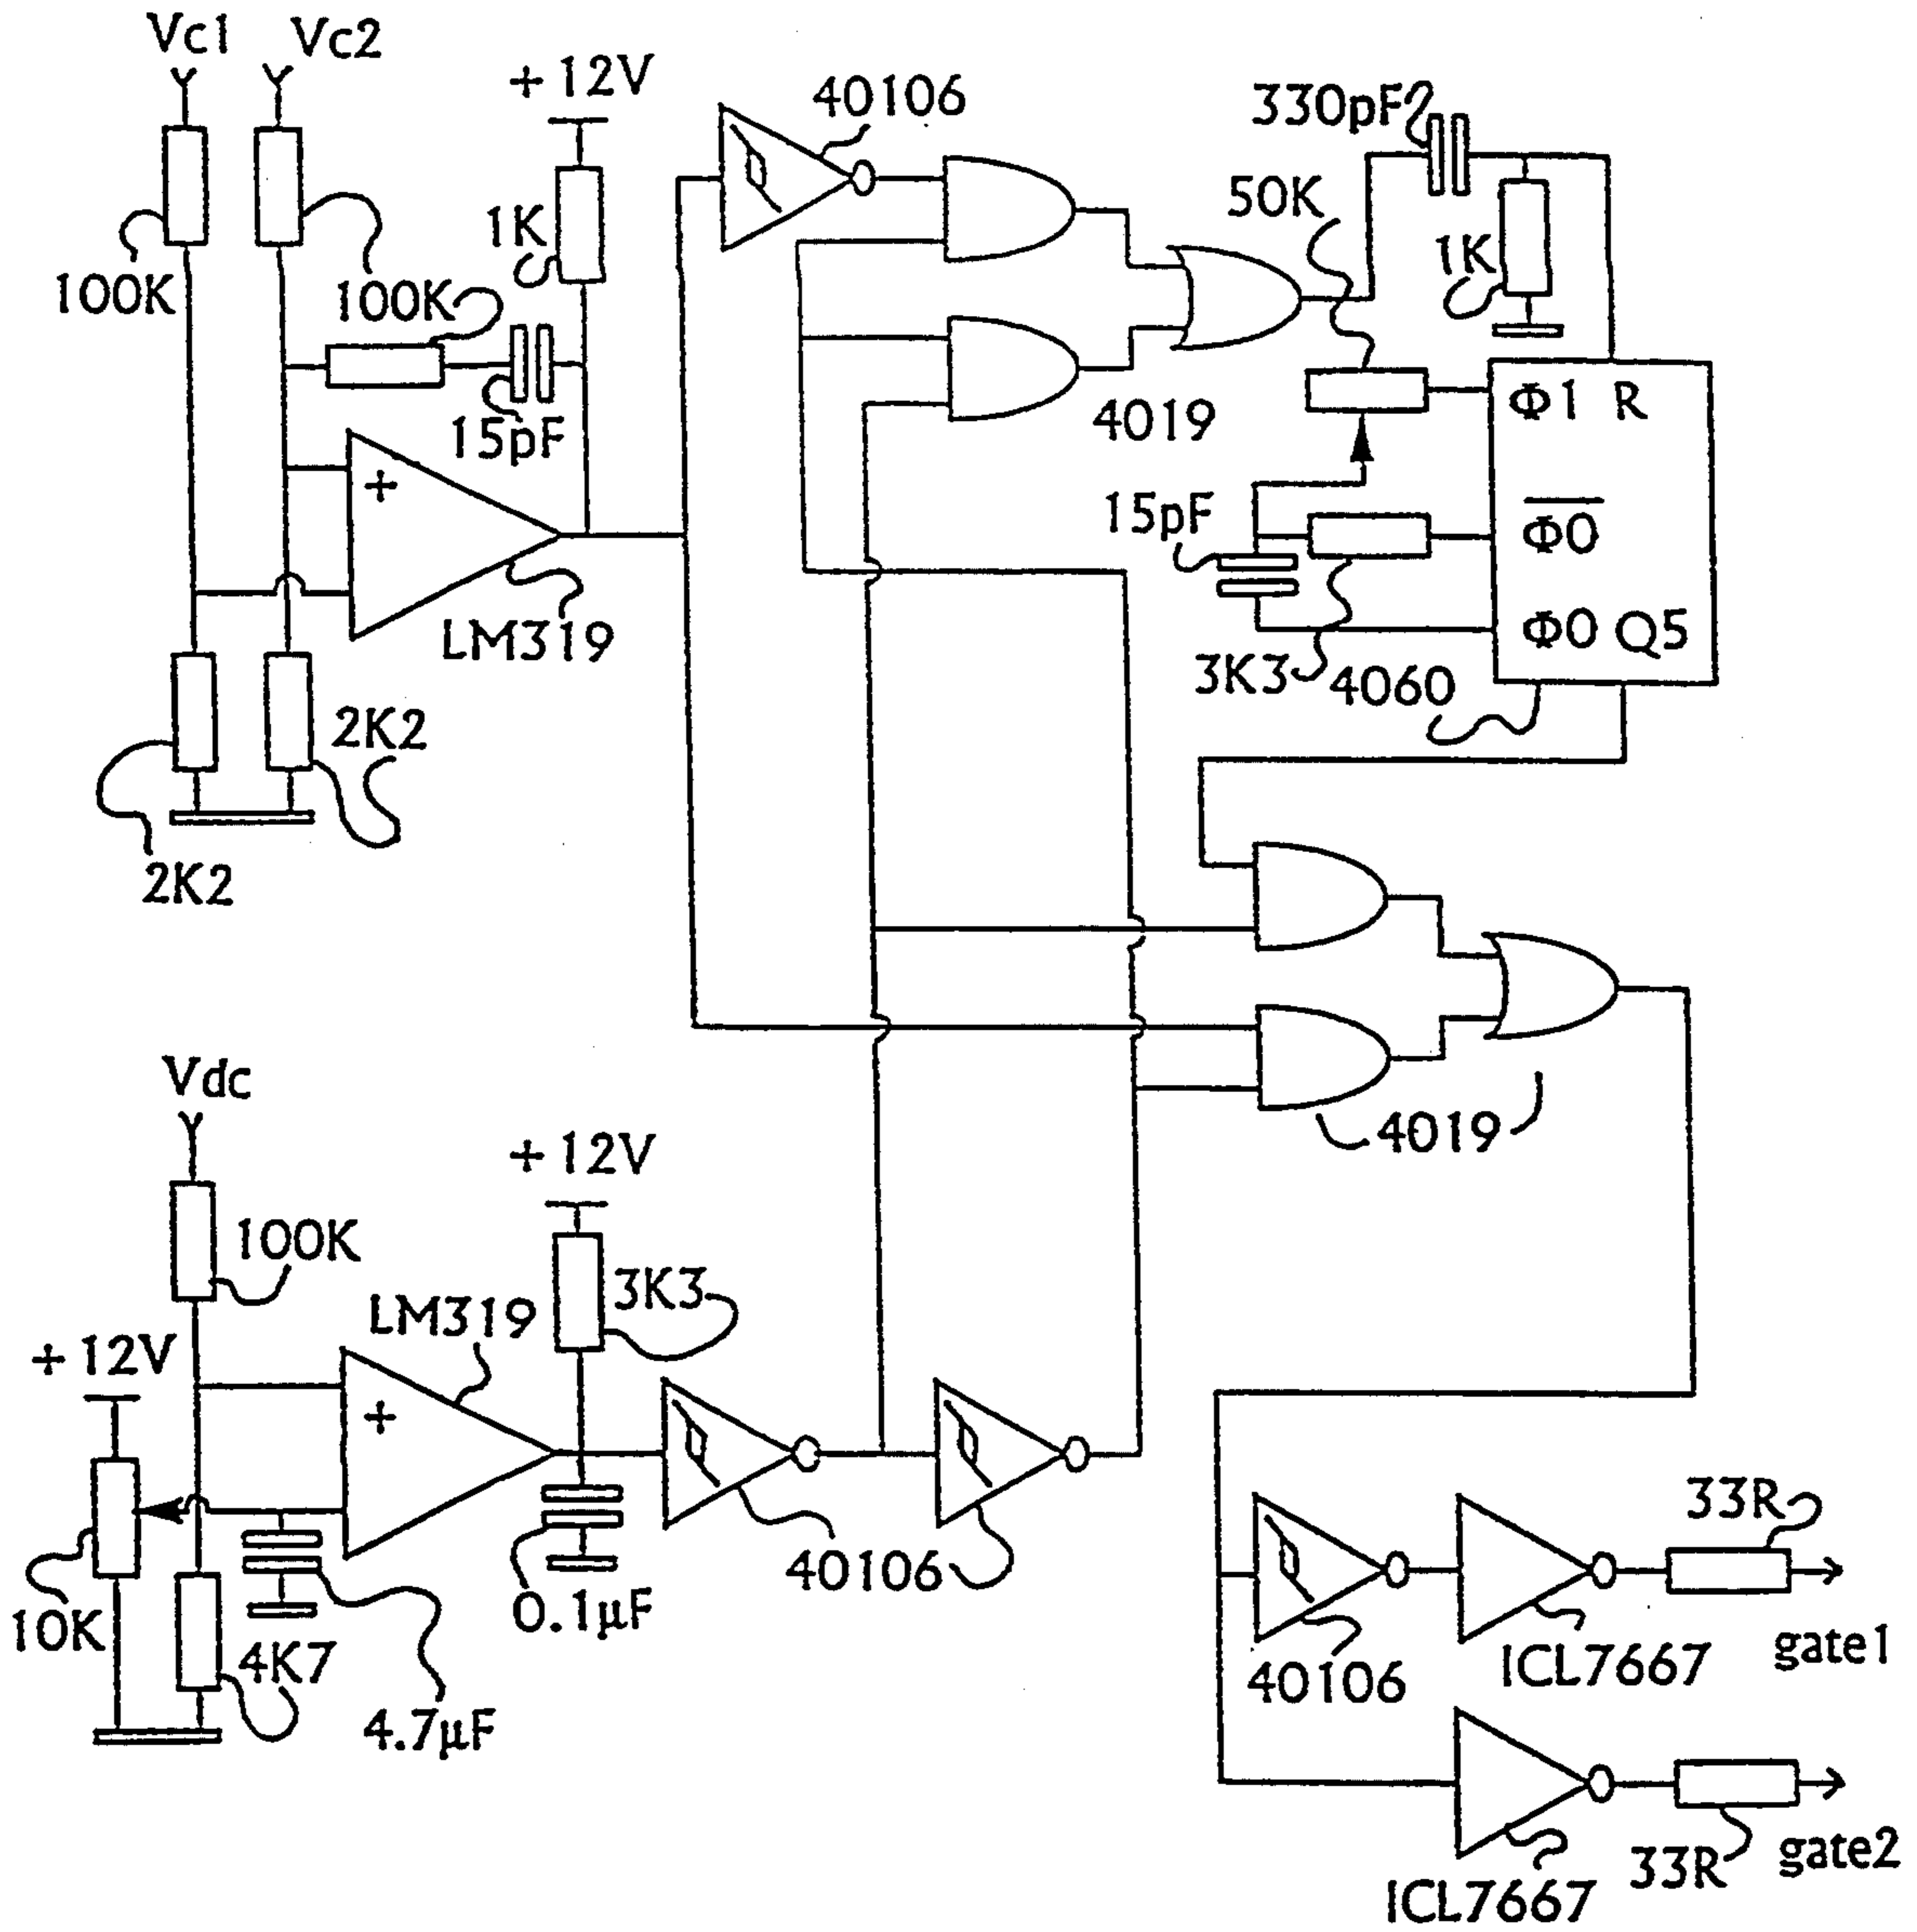 Vc1
Vc2
+12V
40106
330pF
50K
1K
1K
100K
100K
15pF
4019
Φ1 R
+
15pF
Φ0
LM319
Φ0 Q5
3K3
4060
2K2
2K2
Vdc
4019
+12V
100K
3K3
LM319
+12V
+
33R
40106
0.1µF
10K
4K7
gate1
ICL7667
40106
4.7µF
gate2
33R
ICL7667